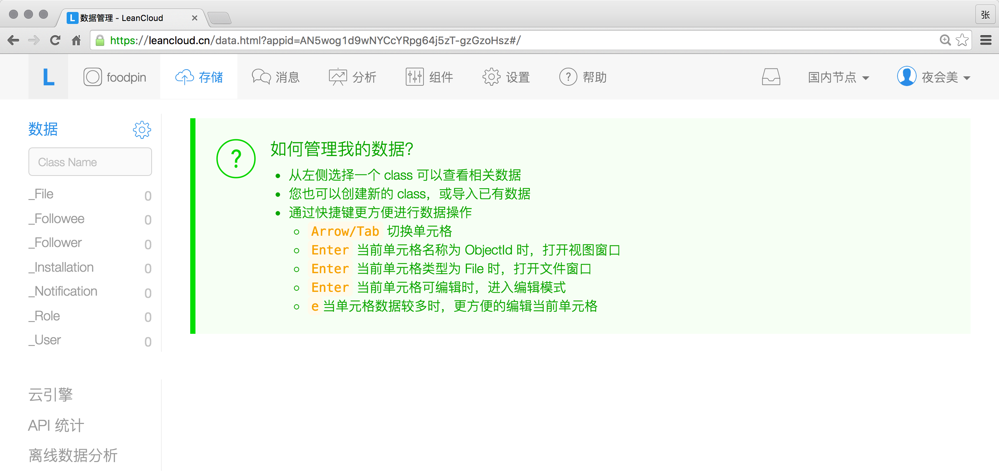 数据管理 - LeanCloud
张
https://leancloud.cn/data.html?appid=AN5wog1d9wNYCcYRpg64j5zT-gzGzoHsz#/
L foodpin 存储 消息 分析 组件 设置 ? 帮助 国内节点 夜会美
数据
Class Name
_File 0
_Followee 0
_Follower 0
_Installation 0
_Notification 0
_Role 0
_User 0
云引擎
API 统计
离线数据分析
?
如何管理我的数据?
从左侧选择一个 class 可以查看相关数据
您也可以创建新的 class，或导入已有数据
通过快捷键更方便进行数据操作
Arrow/Tab 切换单元格
Enter 当前单元格名称为 ObjectId 时，打开视图窗口
Enter 当前单元格类型为 File 时，打开文件窗口
Enter 当前单元格可编辑时，进入编辑模式
e 当单元格数据较多时，更方便的编辑当前单元格